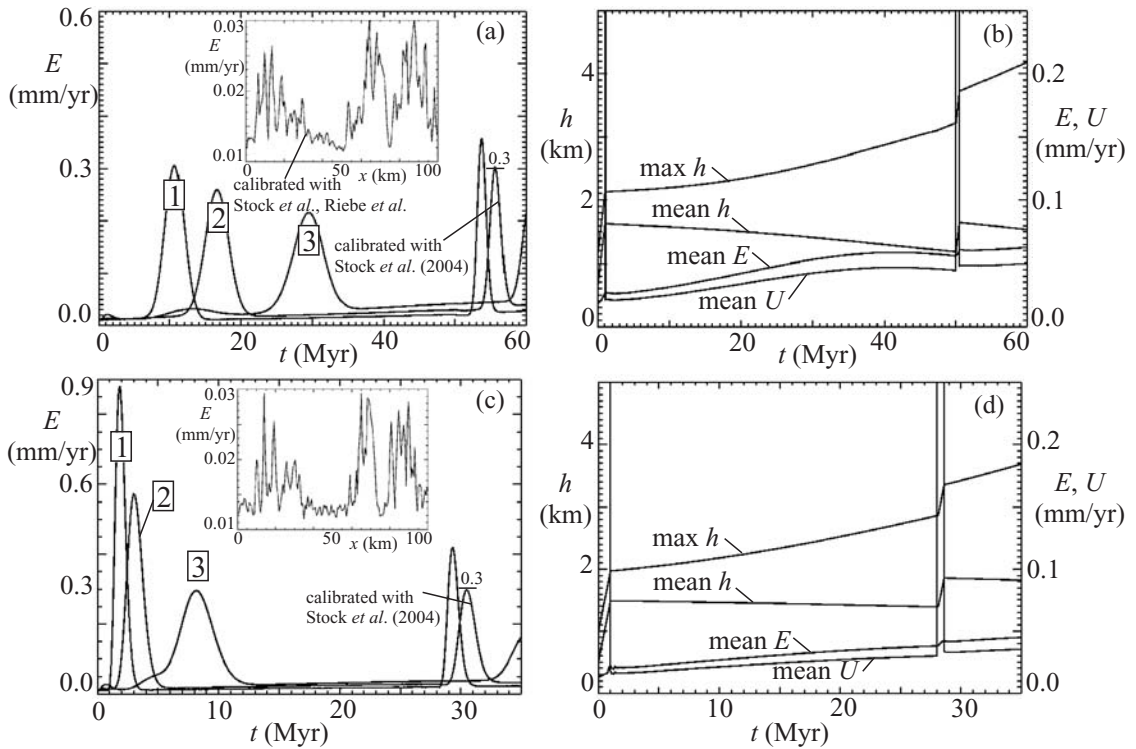 (a)
0.6
E
(mm/yr)
0.3
0.0
0
20
40
60
t (Myr)
1
2
3
0.03
E
(mm/yr)
0.02
0.01
0
50
x (km)
100
calibrated with
Stock et al., Riebe et al.
calibrated with
Stock et al. (2004)
0.3
(b)
4
h
(km)
2
0
0
20
40
60
t (Myr)
0.2
E, U
(mm/yr)
0.1
0.0
max h
mean h
mean E
mean U
(c)
0.9
E
(mm/yr)
0.6
0.3
0.0
0
10
20
30
t (Myr)
1
2
3
0.03
E
(mm/yr)
0.02
0.01
0
50
x (km)
100
0.3
calibrated with
Stock et al. (2004)
(d)
4
h
(km)
2
0
0
10
20
30
t (Myr)
0.2
E, U
(mm/yr)
0.1
0.0
max h
mean h
mean E
mean U